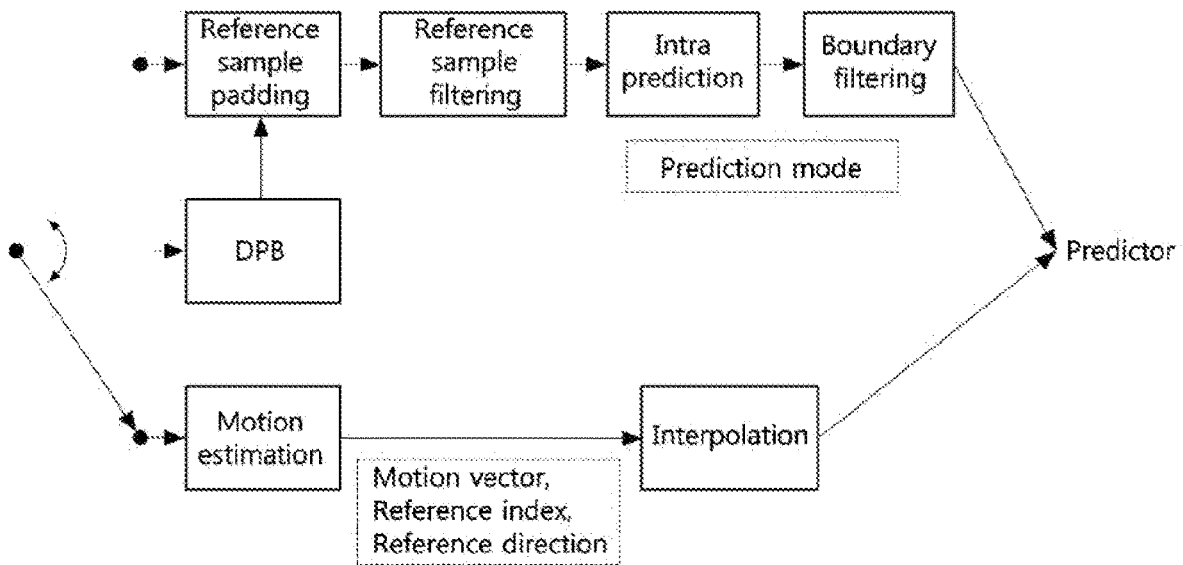 Reference
sample
padding
Reference
sample
filtering
Intra
prediction
Boundary
filtering
Prediction mode
DPB
Predictor
Motion
estimation
Interpolation
Motion vector,
Reference index,
Reference direction